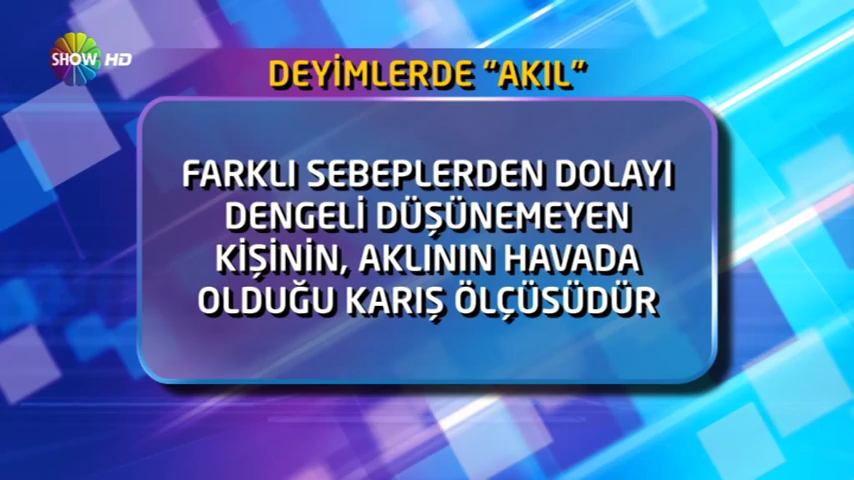 SHOW HD
DEYİMLERDE “AKIL”
FARKLI SEBEPLERDEN DOLAYI
DENGELİ DÜŞÜNEMEYEN
KİŞİNİN, AKLININ HAVADA
OLDUĞU KARIŞ ÖLÇÜSÜDÜR